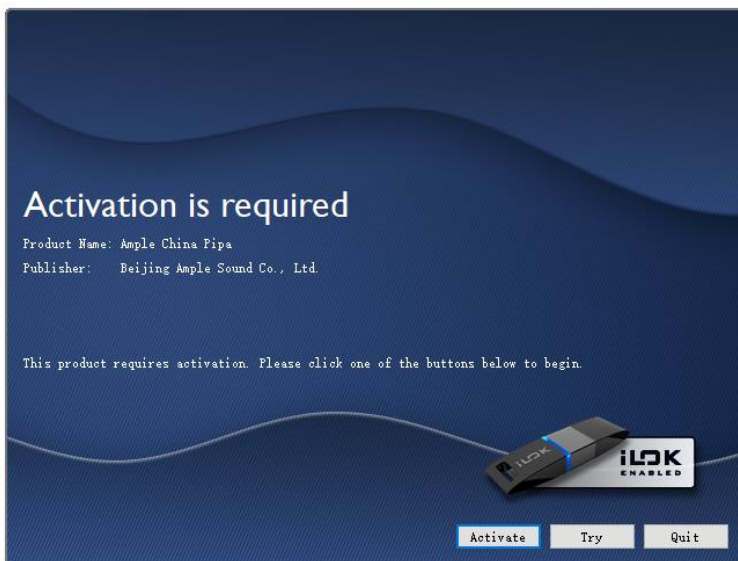 Activation is required
Product Name: Ample China Pipa
Publisher: Beijing Ample Sound Co., Ltd.
This product requires activation. Please click one of the buttons below to begin.
iLOK
iLOK
ENABLED
Activate Try Quit